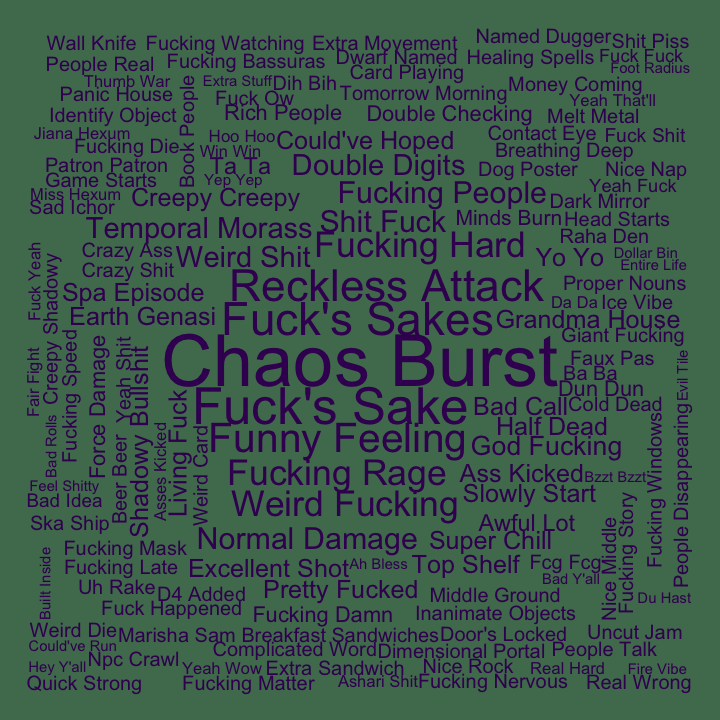 Wall Knife
Fucking Watching
Extra Movement
Dwarf Named
Named Dugger
Shit Piss
People Real
Fucking Bassuras
Card Playing
Healing Spells
Fuck Fuck
Foot Radius
Thumb War
Extra Stuff
Dih Bih
Money Coming
Panic House
Fuck Ow
Tomorrow Morning
Yeah That'll
Identify Object
Book People
Rich People
Double Checking
Melt Metal
Jiana Hexum
Hoo Hoo
Could've Hoped
Contact Eye
Fuck Shit
Fucking Die
Win Win
Breathing Deep
Patron Patron
Ta Ta
Double Digits
Dog Poster
Nice Nap
Game Starts
Yep Yep
Yeah Fuck
Miss Hexum
Creepy Creepy
Fucking People
Dark Mirror
Sad Ichor
Temporal Morass
Shit Fuck
Minds Burn
Head Starts
Crazy Ass
Weird Shit
Fucking Hard
Yo Yo
Raha Den
Dollar Bin
Crazy Shit
Entire Life
Fuck Yeah
Creepy Shadowy
Spa Episode
Reckless Attack
Proper Nouns
Da Da
Ice Vibe
Earth Genasi
Fuck's Sakes
Grandma House
Giant Fucking
Chaos Burst
Faux Pas
Ba Ba
Evil Tile
Dun Dun
Fair Fight
Fucking Speed
Force Damage
Yeah Shit
Shadowy Bullshit
Living Fuck
Fuck's Sake
Bad Call
Cold Dead
Bad Rolls
Beer Beer
Asses Kicked
Weird Card
Funny Feeling
Half Dead
God Fucking
Fucking Windows
People Disappearing
Feel Shitty
Fucking Rage
Ass Kicked
Bzzt Bzzt
Bad Idea
Weird Fucking
Slowly Start
Ska Ship
Awful Lot
Fucking Story
Nice Middle
Fucking Mask
Normal Damage
Super Chill
Fucking Late
Excellent Shot
Ah Bless
Top Shelf
Fcg Fcg
Bad Y'all
Built Inside
Uh Rake
D4 Added
Pretty Fucked
Middle Ground
Du Hast
Fuck Happened
Fucking Damn
Inanimate Objects
Weird Die
Marisha Sam
Breakfast Sandwiches
Door's Locked
Uncut Jam
Could've Run
Complicated Word
Dimensional Portal
People Talk
Hey Y'all
Npc Crawl
Yeah Wow
Extra Sandwich
Nice Rock
Real Hard
Fire Vibe
Quick Strong
Fucking Matter
Ashari Shit
Fucking Nervous
Real Wrong